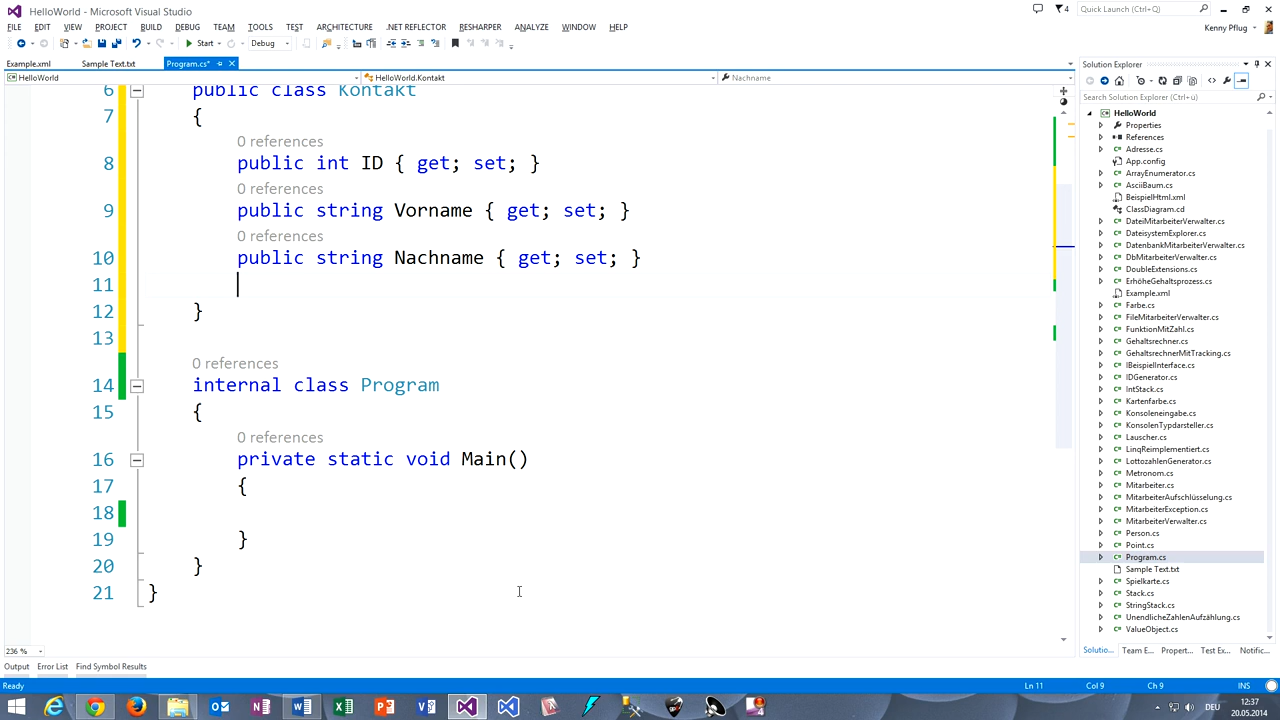 HelloWorld - Microsoft Visual Studio
4
Quick Launch (Ctrl+Q)
FILE EDIT VIEW PROJECT BUILD DEBUG TEAM TOOLS TEST ARCHITECTURE .NET REFLECTOR RESHARPER ANALYZE WINDOW HELP
Kenny Pflug
Start
Debug
Example.xml Sample Text.txt Program.cs*
HelloWorld HelloWorld.Kontakt Nachname
6 public class Kontakt
7 {
0 references
8 public int ID { get; set; }
0 references
9 public string Vorname { get; set; }
0 references
10 public string Nachname { get; set; }
11
12 }
13
0 references
14 internal class Program
15 {
0 references
16 private static void Main()
17 {
18
19 }
20 }
21 }
236 %
Output Error List Find Symbol Results
Ready
Ln 11 Col 9 Ch 9 INS
Solution Explorer
Search Solution Explorer (Ctrl+ü)
HelloWorld
Properties
References
Adresse.cs
App.config
ArrayEnumerator.cs
AsciiBaum.cs
BeispielHtml.xml
ClassDiagram.cd
DateiMitarbeiterVerwalter.cs
DateisystemExplorer.cs
DatenbankMitarbeiterVerwalter.cs
DbMitarbeiterVerwalter.cs
DoubleExtensions.cs
ErhöheGehaltsprozess.cs
Example.xml
Farbe.cs
FileMitarbeiterVerwalter.cs
FunktionMitZahl.cs
Gehaltsrechner.cs
GehaltsrechnerMitTracking.cs
IBeispielInterface.cs
IDGenerator.cs
IntStack.cs
Kartenfarbe.cs
Konsoleneingabe.cs
KonsolenTypdarsteller.cs
Lauscher.cs
LinqReimplementiert.cs
LottozahlenGenerator.cs
Metronom.cs
Mitarbeiter.cs
MitarbeiterAufschlüsselung.cs
MitarbeiterException.cs
MitarbeiterVerwalter.cs
Person.cs
Point.cs
Program.cs
Sample Text.txt
Spielkarte.cs
Stack.cs
StringStack.cs
UnendlicheZahlenAufzählung.cs
ValueObject.cs
Solutio... Team E... Propert... Test Ex... Notific...
DEU
12:37
20.05.2014